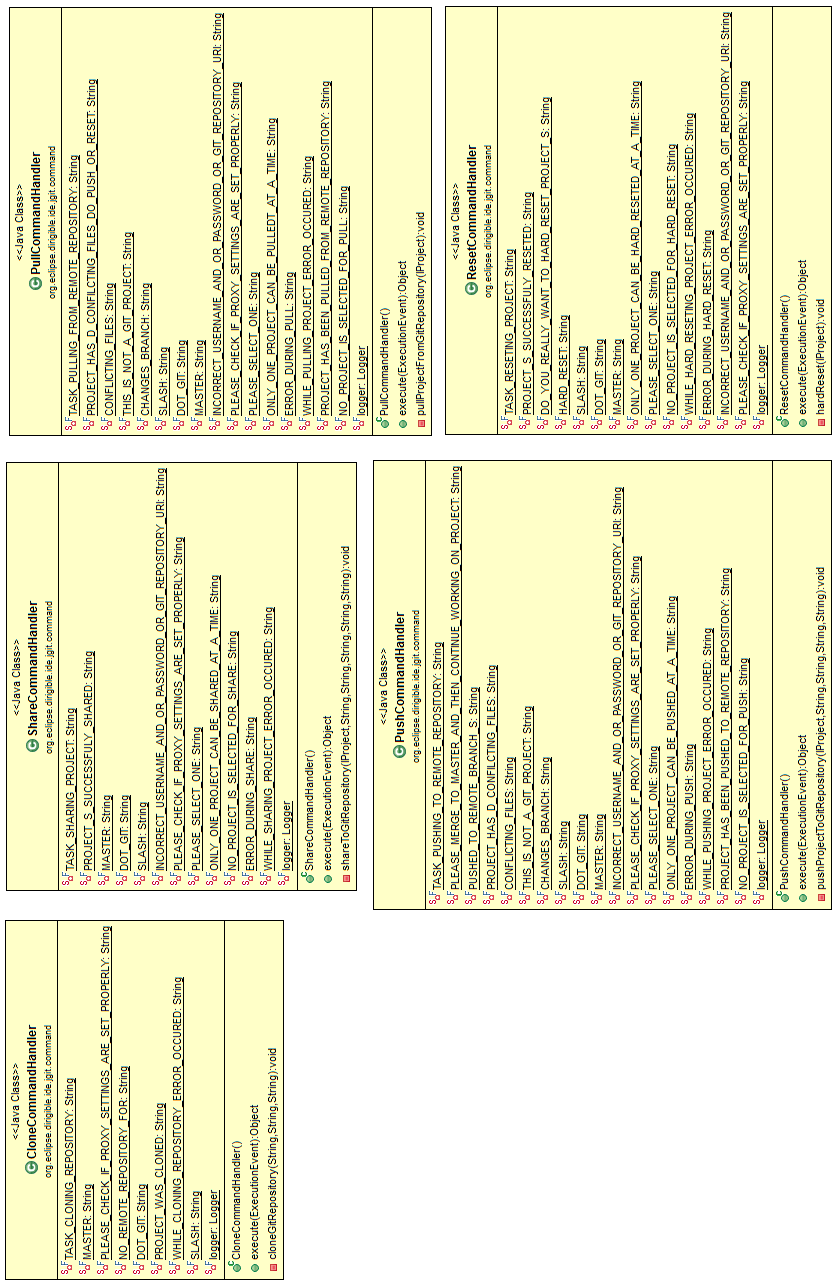 <<Java Class>>
CloneCommandHandler
org.eclipse.dirigible.ide.jgit.command
TASK_CLONING_REPOSITORY: String
MASTER: String
PLEASE_CHECK_IF_PROXY_SETTINGS_ARE_SET_PROPERLY: String
NO_REMOTE_REPOSITORY_FOR: String
DOT_GIT: String
PROJECT_WAS_CLONED: String
WHILE_CLONING_REPOSITORY_ERROR_OCCURED: String
SLASH: String
logger: Logger
CloneCommandHandler()
execute(ExecutionEvent):Object
cloneGitRepository(String,String,String):void
<<Java Class>>
ShareCommandHandler
org.eclipse.dirigible.ide.jgit.command
TASK_SHARING_PROJECT: String
PROJECT_S_SUCCESSFULY_SHARED: String
MASTER: String
DOT_GIT: String
SLASH: String
INCORRECT_USERNAME_AND_OR_PASSWORD_OR_GIT_REPOSITORY_URI: String
PLEASE_CHECK_IF_PROXY_SETTINGS_ARE_SET_PROPERLY: String
PLEASE_SELECT_ONE: String
ONLY_ONE_PROJECT_CAN_BE_SHARED_AT_A_TIME: String
NO_PROJECT_IS_SELECTED_FOR_SHARE: String
ERROR_DURING_SHARE: String
WHILE_SHARING_PROJECT_ERROR_OCCURED: String
logger: Logger
ShareCommandHandler()
execute(ExecutionEvent):Object
shareToGitRepository(IProject,String,String,String,String,String):void
<<Java Class>>
PullCommandHandler
org.eclipse.dirigible.ide.jgit.command
TASK_PULLING_FROM_REMOTE_REPOSITORY: String
PROJECT_HAS_D_CONFILCTING_FILES_DO_PUSH_OR_RESET: String
CONFLICTING_FILES: String
THIS_IS_NOT_A_GIT_PROJECT: String
CHANGES_BRANCH: String
SLASH: String
DOT_GIT: String
MASTER: String
INCORRECT_USERNAME_AND_OR_PASSWORD_OR_GIT_REPOSITORY_URI: String
PLEASE_CHECK_IF_PROXY_SETTINGS_ARE_SET_PROPERLY: String
PLEASE_SELECT_ONE: String
ONLY_ONE_PROJECT_CAN_BE_PULLEDT_AT_A_TIME: String
ERROR_DURING_PULL: String
WHILE_PULLING_PROJECT_ERROR_OCCURED: String
PROJECT_HAS_BEEN_PULLED_FROM_REMOTE_REPOSITORY: String
NO_PROJECT_IS_SELECTED_FOR_PULL: String
logger: Logger
PullCommandHandler()
execute(ExecutionEvent):Object
pullProjectFromGitRepository(IProject):void
<<Java Class>>
PushCommandHandler
org.eclipse.dirigible.ide.jgit.command
TASK_PUSHING_TO_REMOTE_REPOSITORY: String
PLEASE_MERGE_TO_MASTER_AND_THEN_CONTINUE_WORKING_ON_PROJECT: String
PUSHED_TO_REMOTE_BRANCH_S: String
PROJECT_HAS_D_CONFILCTING_FILES: String
CONFLICTING_FILES: String
THIS_IS_NOT_A_GIT_PROJECT: String
CHANGES_BRANCH: String
SLASH: String
DOT_GIT: String
MASTER: String
INCORRECT_USERNAME_AND_OR_PASSWORD_OR_GIT_REPOSITORY_URI: String
PLEASE_CHECK_IF_PROXY_SETTINGS_ARE_SET_PROPERLY: String
PLEASE_SELECT_ONE: String
ONLY_ONE_PROJECT_CAN_BE_PUSHED_AT_A_TIME: String
ERROR_DURING_PUSH: String
WHILE_PUSHING_PROJECT_ERROR_OCCURED: String
PROJECT_HAS_BEEN_PUSHED_TO_REMOTE_REPOSITORY: String
NO_PROJECT_IS_SELECTED_FOR_PUSH: String
logger: Logger
PushCommandHandler()
execute(ExecutionEvent):Object
pushProjectToGitRepository(IProject,String,String,String,String):void
<<Java Class>>
ResetCommandHandler
org.eclipse.dirigible.ide.jgit.command
TASK_RESETING_PROJECT: String
PROJECT_S_SUCCESSFULY_RESETED: String
DO_YOU_REALLY_WANT_TO_HARD_RESET_PROJECT_S: String
HARD_RESET: String
SLASH: String
DOT_GIT: String
MASTER: String
ONLY_ONE_PROJECT_CAN_BE_HARD_RESETED_AT_A_TIME: String
PLEASE_SELECT_ONE: String
NO_PROJECT_IS_SELECTED_FOR_HARD_RESET: String
WHILE_HARD_RESETING_PROJECT_ERROR_OCCURED: String
ERROR_DURING_HARD_RESET: String
INCORRECT_USERNAME_AND_OR_PASSWORD_OR_GIT_REPOSITORY_URI: String
PLEASE_CHECK_IF_PROXY_SETTINGS_ARE_SET_PROPERLY: String
logger: Logger
ResetCommandHandler()
execute(ExecutionEvent):Object
hardReset(IProject):void